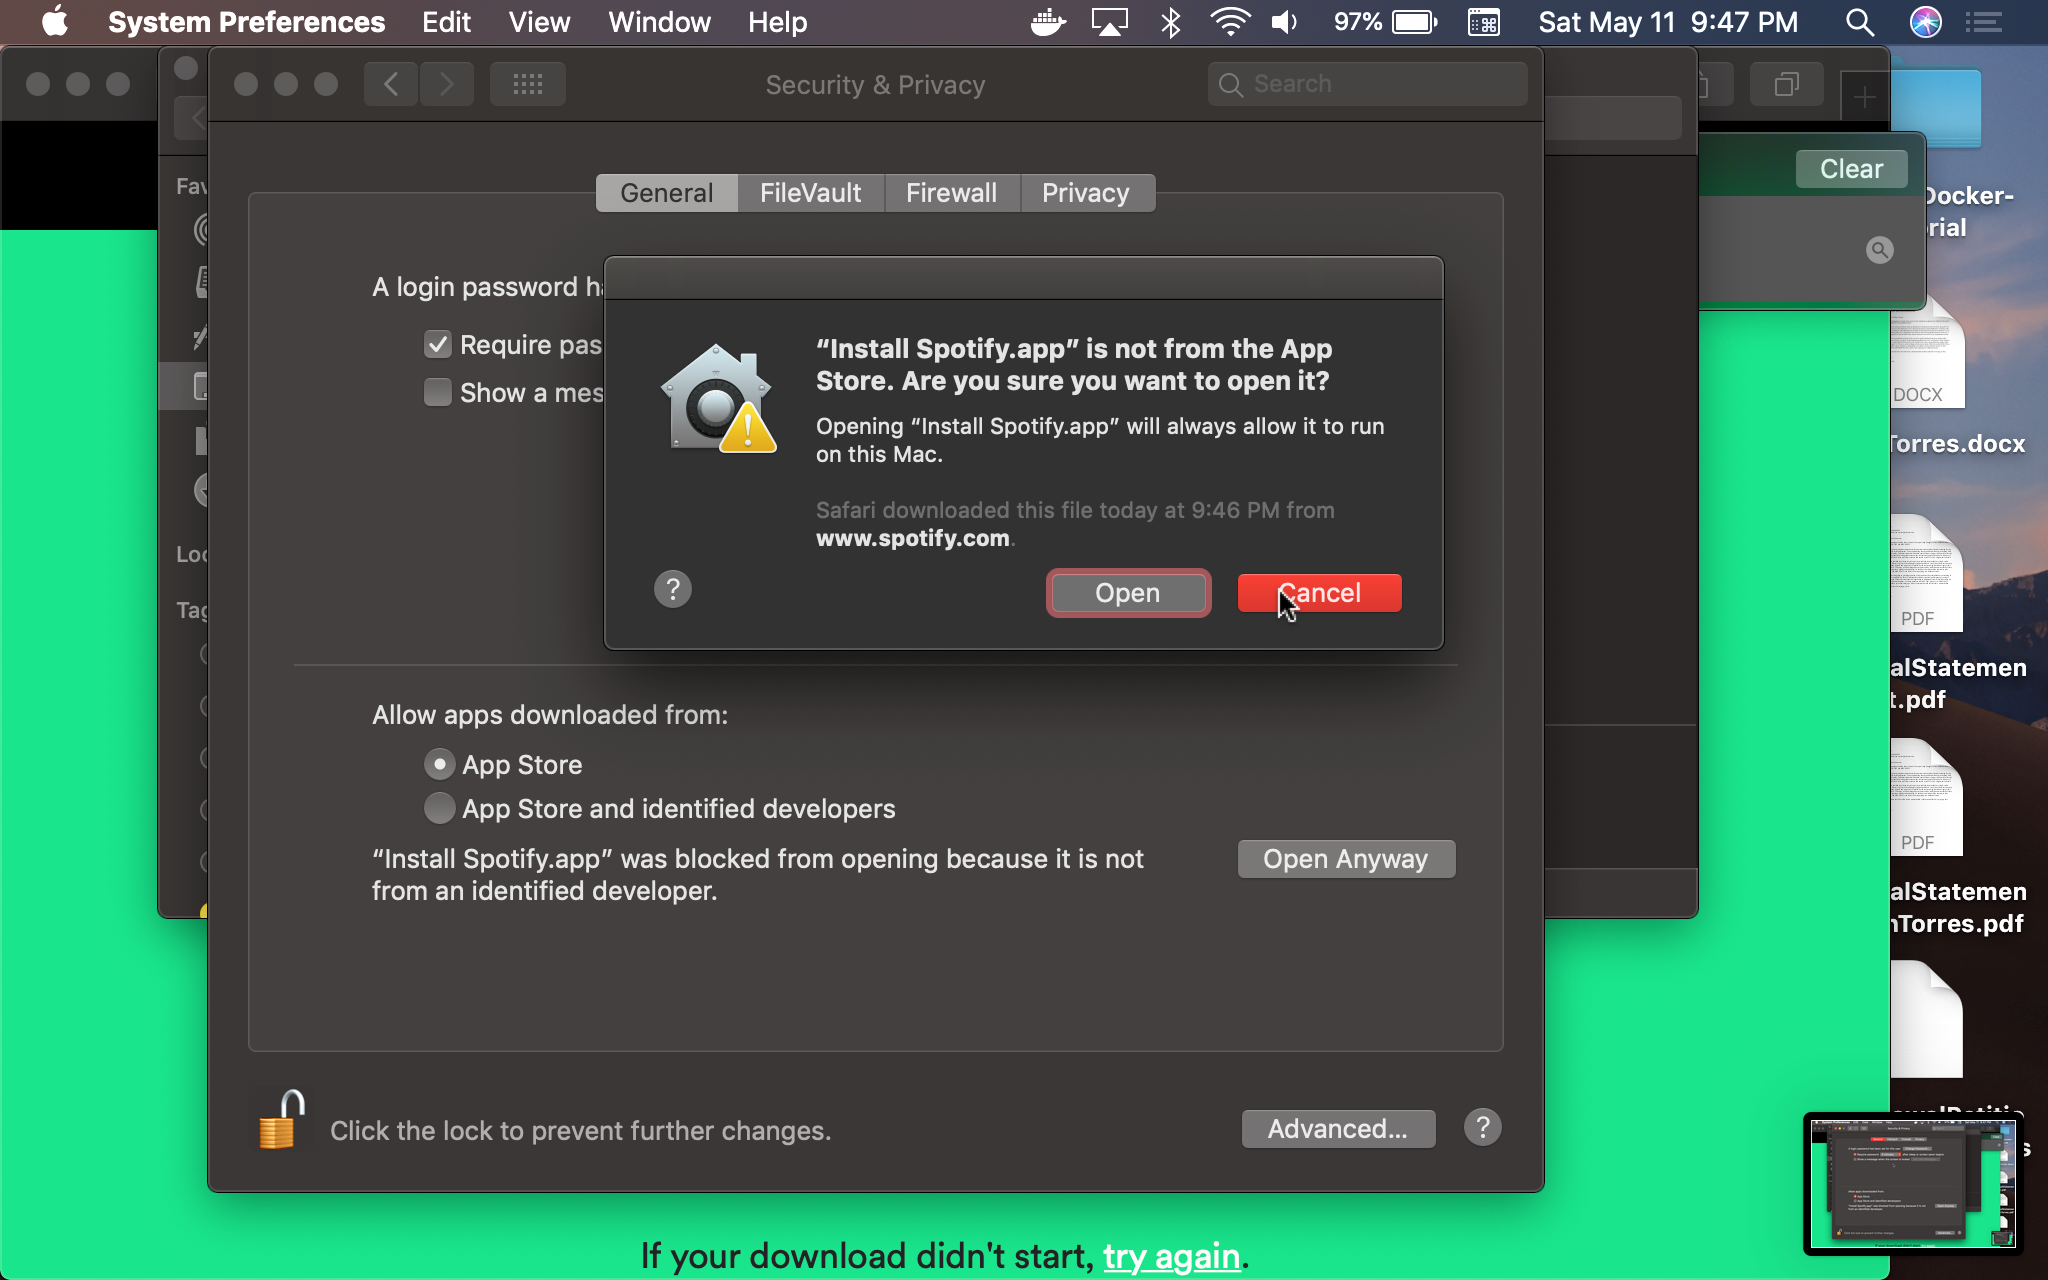 System Preferences Edit View Window Help 97% Sat May 11 9:47 PM
Security & Privacy
Search
Clear
Fav
General FileVault Firewall Privacy
A login password ha
Require pas
Show a mes
“Install Spotify.app” is not from the App
Store. Are you sure you want to open it?
Opening “Install Spotify.app” will always allow it to run
on this Mac.
Safari downloaded this file today at 9:46 PM from
www.spotify.com.
?
Open
Cancel
Loc
Tag
Allow apps downloaded from:
App Store
App Store and identified developers
“Install Spotify.app” was blocked from opening because it is not
from an identified developer.
Open Anyway
Click the lock to prevent further changes.
Advanced...
?
If your download didn't start, try again.
Docker-
rial
DOCX
Torres.docx
PDF
alStatemen
t.pdf
PDF
alStatemen
nTorres.pdf